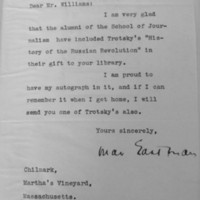 Dear Mr. Williams:
I am very glad
that the alumni of the School of Jour-
nalism have included Trotsky's "His-
tory of the Russian Revolution" in
their gift to your library.
I am proud to
have my autograph in it, and if I can
remember it when I get home, I will
send you one of Trotzky's also.
Yours sincerely,
Max Eastman
Chilmark,
Martha's Vineyard,
Massachusetts.